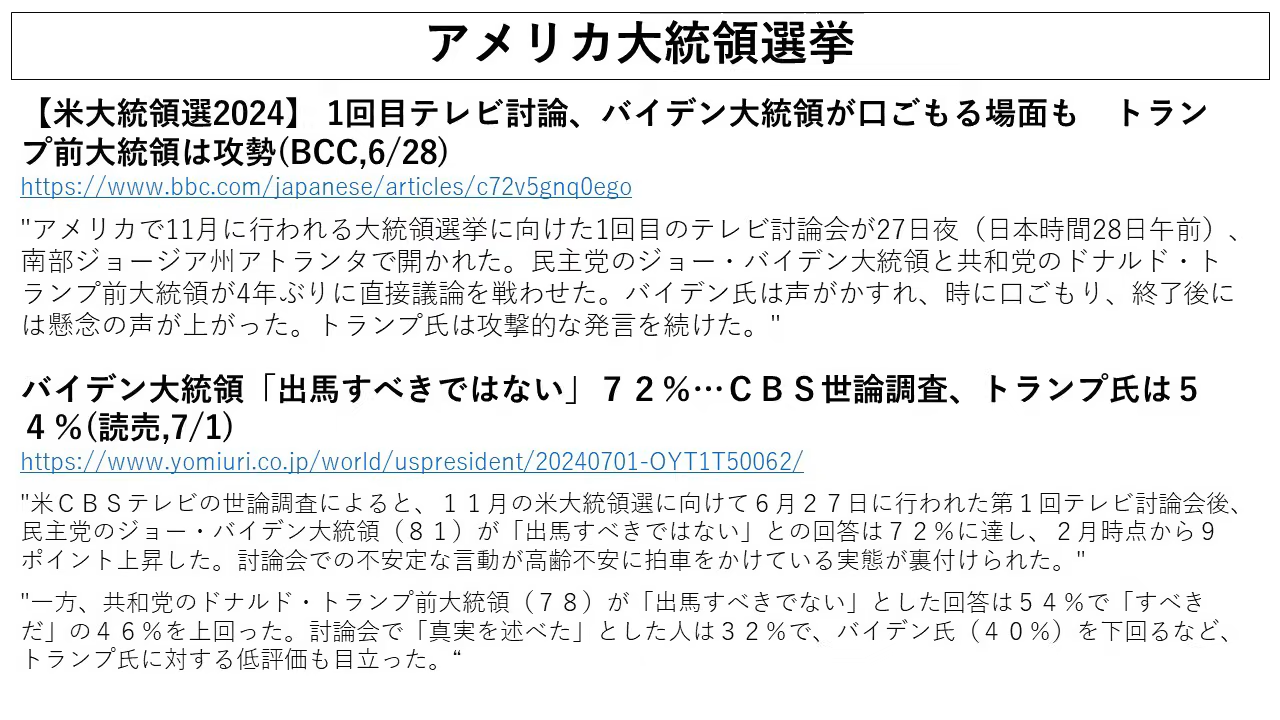 アメリカ大統領選挙
【米大統領選2024】 1回目テレビ討論、バイデン大統領が口ごもる場面も　トラン
プ前大統領は攻勢(BCC,6/28)
https://www.bbc.com/japanese/articles/c72v5gnq0ego
"アメリカで11月に行われる大統領選挙に向けた1回目のテレビ討論会が27日夜（日本時間28日午前）、
南部ジョージア州アトランタで開かれた。民主党のジョー・バイデン大統領と共和党のドナルド・ト
ランプ前大統領が4年ぶりに直接議論を戦わせた。バイデン氏は声がかすれ、時に口ごもり、終了後に
は懸念の声が上がった。トランプ氏は攻撃的な発言を続けた。"
バイデン大統領「出馬すべきではない」７２％…ＣＢＳ世論調査、トランプ氏は５
４％(読売,7/1)
https://www.yomiuri.co.jp/world/uspresident/20240701-OYT1T50062/
"米ＣＢＳテレビの世論調査によると、１１月の米大統領選に向けて６月２７日に行われた第１回テレビ討論会後、
民主党のジョー・バイデン大統領（８１）が「出馬すべきではない」との回答は７２％に達し、２月時点から９
ポイント上昇した。討論会での不安定な言動が高齢不安に拍車をかけている実態が裏付けられた。"
"一方、共和党のドナルド・トランプ前大統領（７８）が「出馬すべきでない」とした回答は５４％で「すべき
だ」の４６％を上回った。討論会で「真実を述べた」とした人は３２％で、バイデン氏（４０％）を下回るなど、
トランプ氏に対する低評価も目立った。“